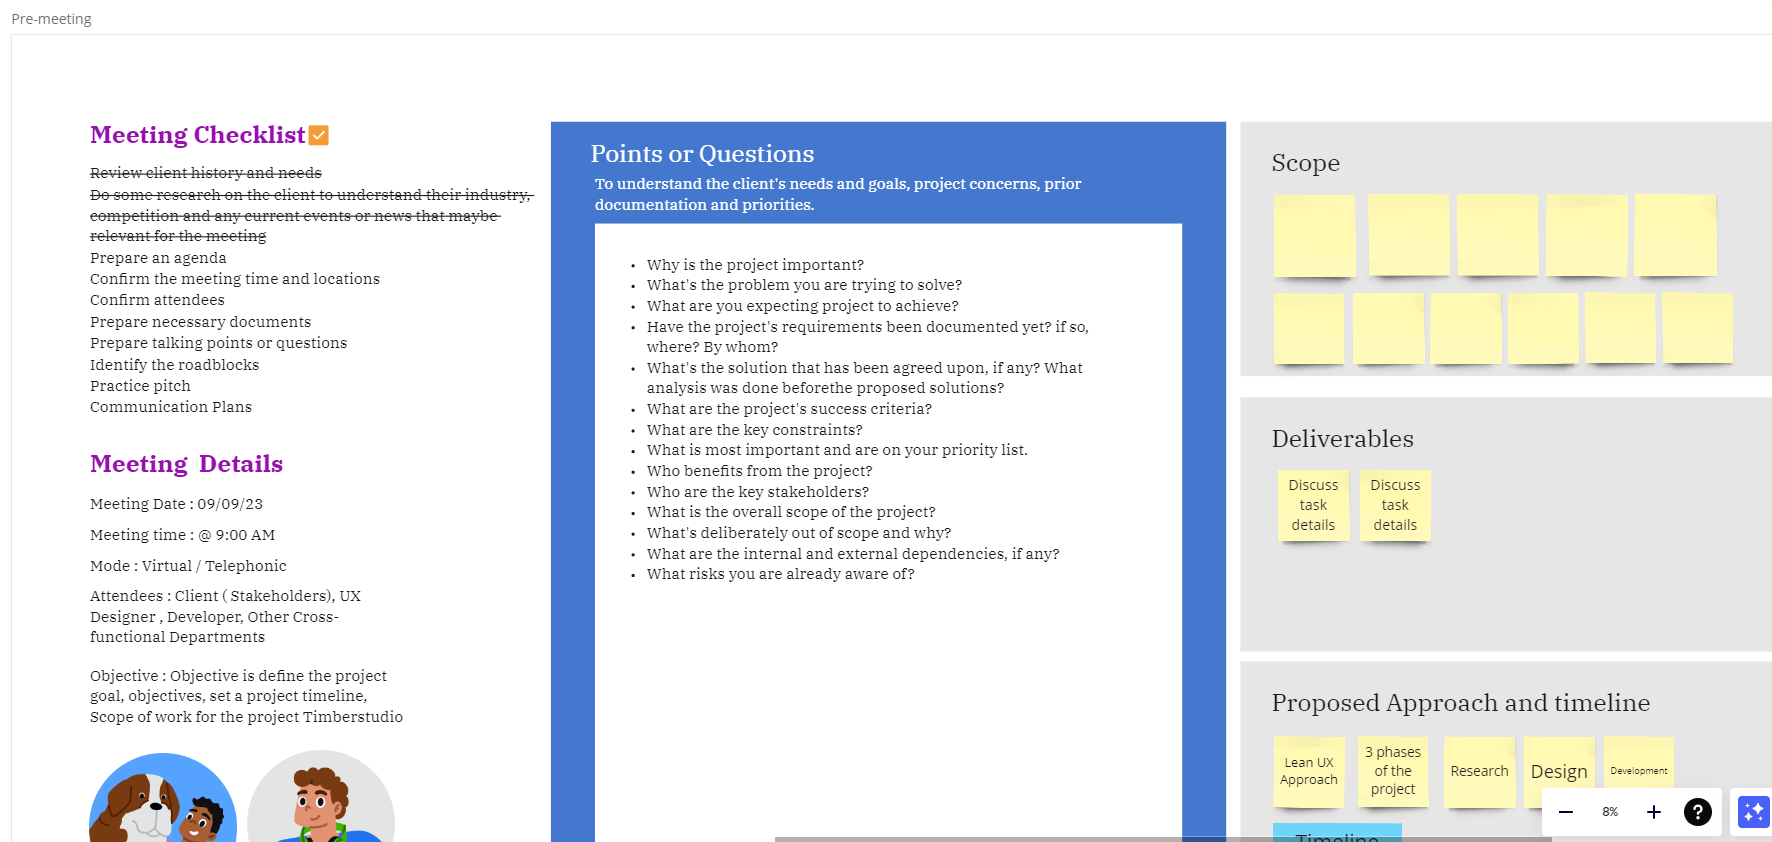 Pre-meeting
Meeting Checklist
Review client history and needs
Do some research on the client to understand their industry,
competition and any current events or news that maybe
relevant for the meeting
Prepare an agenda
Confirm the meeting time and locations
Confirm attendees
Prepare necessary documents
Prepare talking points or questions
Identify the roadblocks
Practice pitch
Communication Plans
Meeting Details
Meeting Date : 09/09/23
Meeting time : @ 9:00 AM
Mode : Virtual / Telephonic
Attendees : Client ( Stakeholders), UX
Designer , Developer, Other Cross-
functional Departments
Objective : Objective is define the project
goal, objectives, set a project timeline,
Scope of work for the project Timberstudio
Points or Questions
To understand the client's needs and goals, project concerns, prior
documentation and priorities.
• Why is the project important?
• What's the problem you are trying to solve?
• What are you expecting project to achieve?
• Have the project's requirements been documented yet? if so,
where? By whom?
• What's the solution that has been agreed upon, if any? What
analysis was done beforethe proposed solutions?
• What are the project's success criteria?
• What are the key constraints?
• What is most important and are on your priority list.
• Who benefits from the project?
• Who are the key stakeholders?
• What is the overall scope of the project?
• What's deliberately out of scope and why?
• What are the internal and external dependencies, if any?
• What risks you are already aware of?
Scope
Deliverables
Discuss
task
details
Discuss
task
details
Proposed Approach and timeline
Lean UX
Approach
3 phases
of the
project
Research
Design
Development
Timeline
8%
?